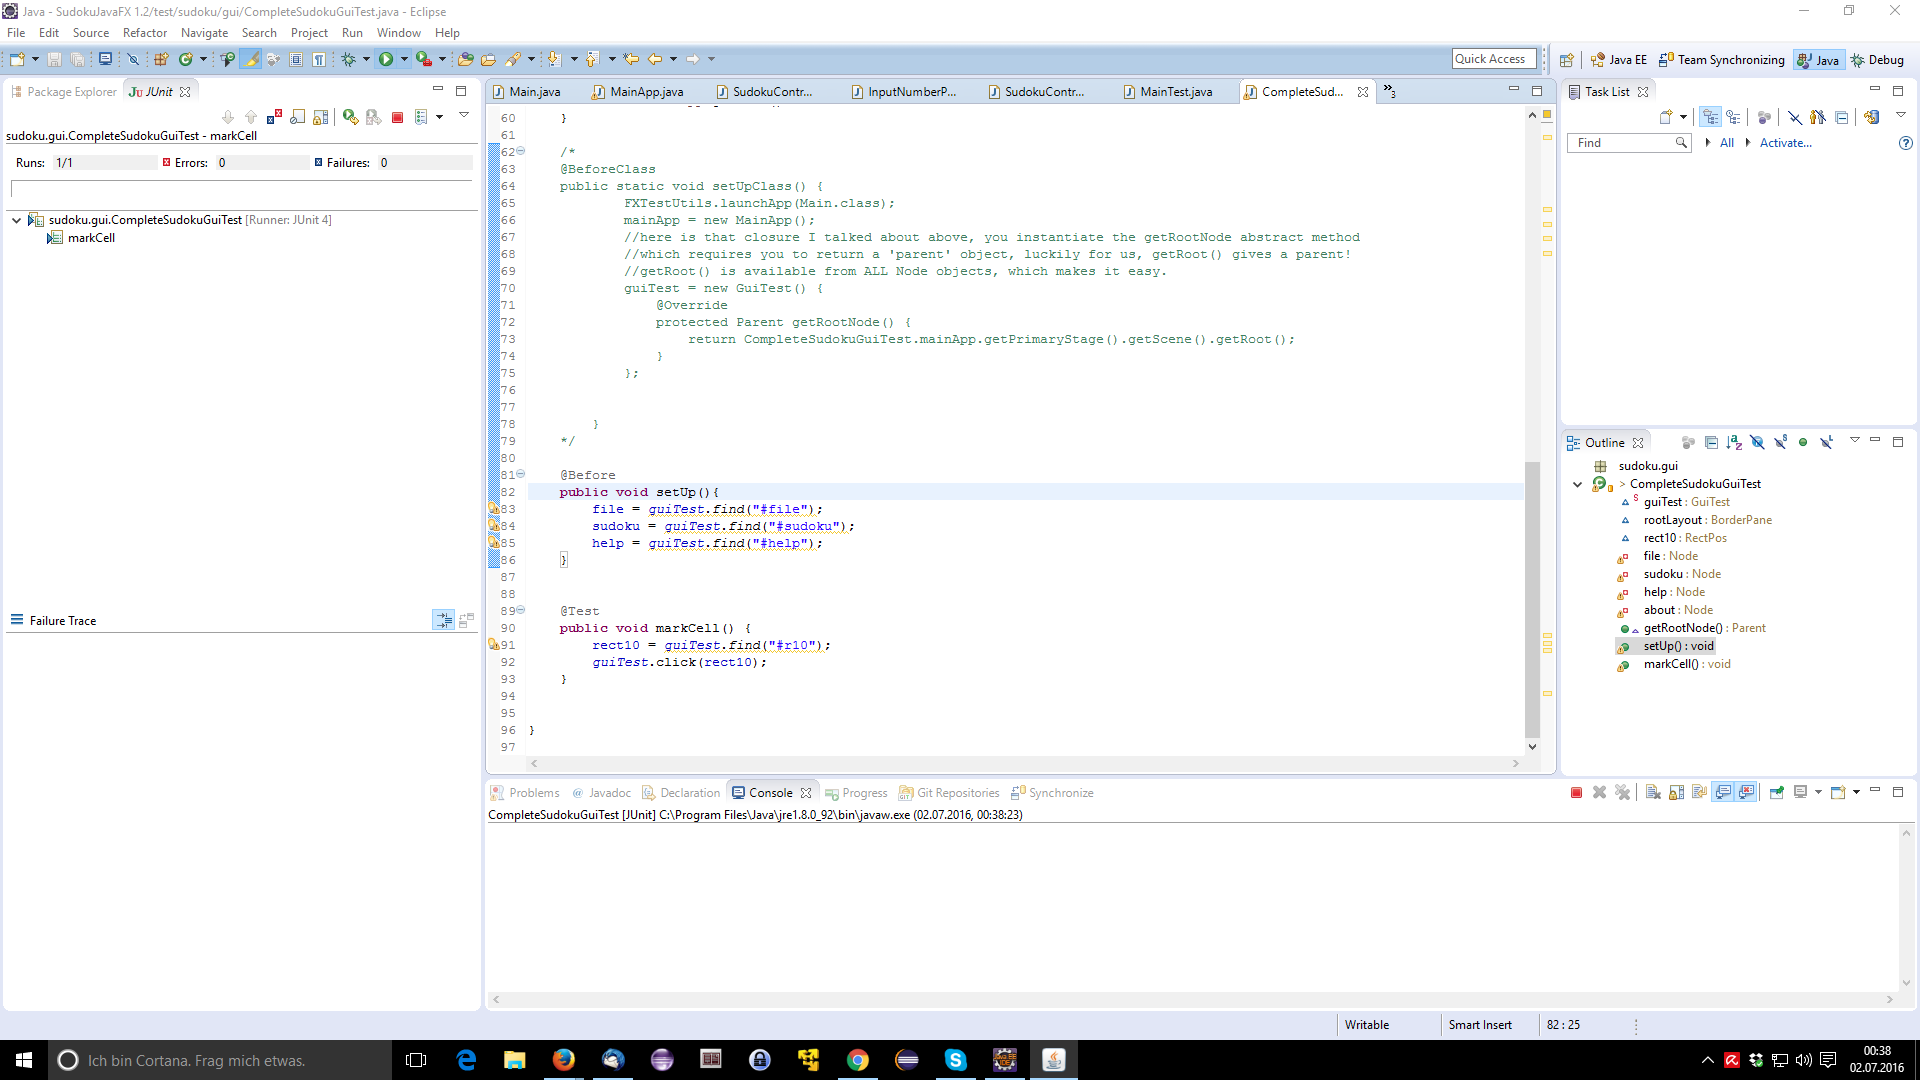 Java - SudokuJavaFX 1.2/test/sudoku/gui/CompleteSudokuGuiTest.java - Eclipse
File Edit Source Refactor Navigate Search Project Run Window Help
Quick Access Java EE Team Synchronizing Java Debug
Package Explorer JUnit
sudoku.gui.CompleteSudokuGuiTest - markCell
Runs: 1/1 Errors: 0 Failures: 0
sudoku.gui.CompleteSudokuGuiTest [Runner: JUnit 4]
markCell
Failure Trace
Main.java MainApp.java SudokuContr... InputNumberP... SudokuContr... MainTest.java CompleteSud... »3
60 }
61
62 /*
63 @BeforeClass
64 public static void setUpClass() {
65 FXTestUtils.launchApp(Main.class);
66 mainApp = new MainApp();
67 //here is that closure I talked about above, you instantiate the getRootNode abstract method
68 //which requires you to return a 'parent' object, luckily for us, getRoot() gives a parent!
69 //getRoot() is available from ALL Node objects, which makes it easy.
70 guiTest = new GuiTest() {
71 @Override
72 protected Parent getRootNode() {
73 return CompleteSudokuGuiTest.mainApp.getPrimaryStage().getScene().getRoot();
74 }
75 };
76
77
78 }
79 */
80
81 @Before
82 public void setUp(){
83 file = guiTest.find("#file");
84 sudoku = guiTest.find("#sudoku");
85 help = guiTest.find("#help");
86 }
87
88
89 @Test
90 public void markCell() {
91 rect10 = guiTest.find("#r10");
92 guiTest.click(rect10);
93 }
94
95
96 }
97
Task List
Find All Activate...
Outline
sudoku.gui
> CompleteSudokuGuiTest
guiTest : GuiTest
rootLayout : BorderPane
rect10 : RectPos
file : Node
sudoku : Node
help : Node
about : Node
getRootNode() : Parent
setUp() : void
markCell() : void
Problems @ Javadoc Declaration Console Progress Git Repositories Synchronize
CompleteSudokuGuiTest [JUnit] C:\Program Files\Java\jre1.8.0_92\bin\javaw.exe (02.07.2016, 00:38:23)
Writable Smart Insert 82 : 25
Ich bin Cortana. Frag mich etwas.
00:38
02.07.2016